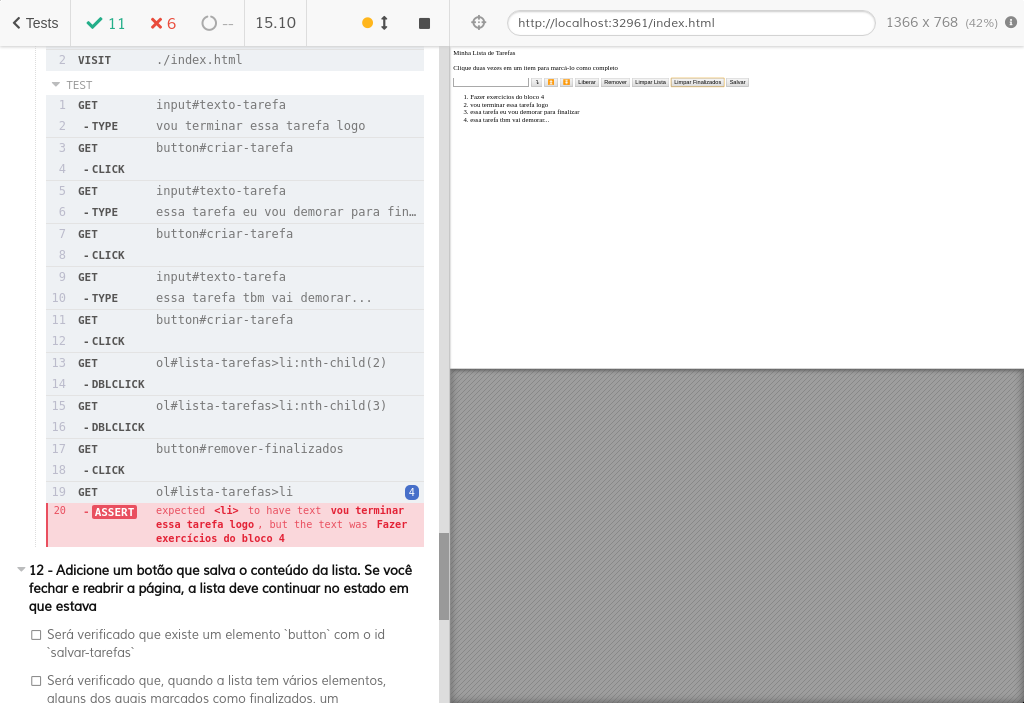 Tests 11 6 -- 15.10
http://localhost:32961/index.html 1366 x 768 (42%)
2 VISIT ./index.html
TEST
1 GET input#texto-tarefa
2 -TYPE vou terminar essa tarefa logo
3 GET button#criar-tarefa
4 -CLICK
5 GET input#texto-tarefa
6 -TYPE essa tarefa eu vou demorar para fin…
7 GET button#criar-tarefa
8 -CLICK
9 GET input#texto-tarefa
10 -TYPE essa tarefa tbm vai demorar...
11 GET button#criar-tarefa
12 -CLICK
13 GET ol#lista-tarefas>li:nth-child(2)
14 -DBLCLICK
15 GET ol#lista-tarefas>li:nth-child(3)
16 -DBLCLICK
17 GET button#remover-finalizados
18 -CLICK
19 GET ol#lista-tarefas>li 4
20 -ASSERT expected <li> to have text vou terminar
essa tarefa logo, but the text was Fazer
exercícios do bloco 4
12 - Adicione um botão que salva o conteúdo da lista. Se você
fechar e reabrir a página, a lista deve continuar no estado em
que estava
Será verificado que existe um elemento `button` com o id
`salvar-tarefas`
Será verificado que, quando a lista tem vários elementos,
alguns dos quais marcados como finalizados, um
Minha Lista de Tarefas
Clique duas vezes em um item para marcá-lo como completo
Liberar Remover Limpar Lista Limpar Finalizados Salvar
1. Fazer exercícios do bloco 4
2. vou terminar essa tarefa logo
3. essa tarefa eu vou demorar para finalizar
4. essa tarefa tbm vai demorar...